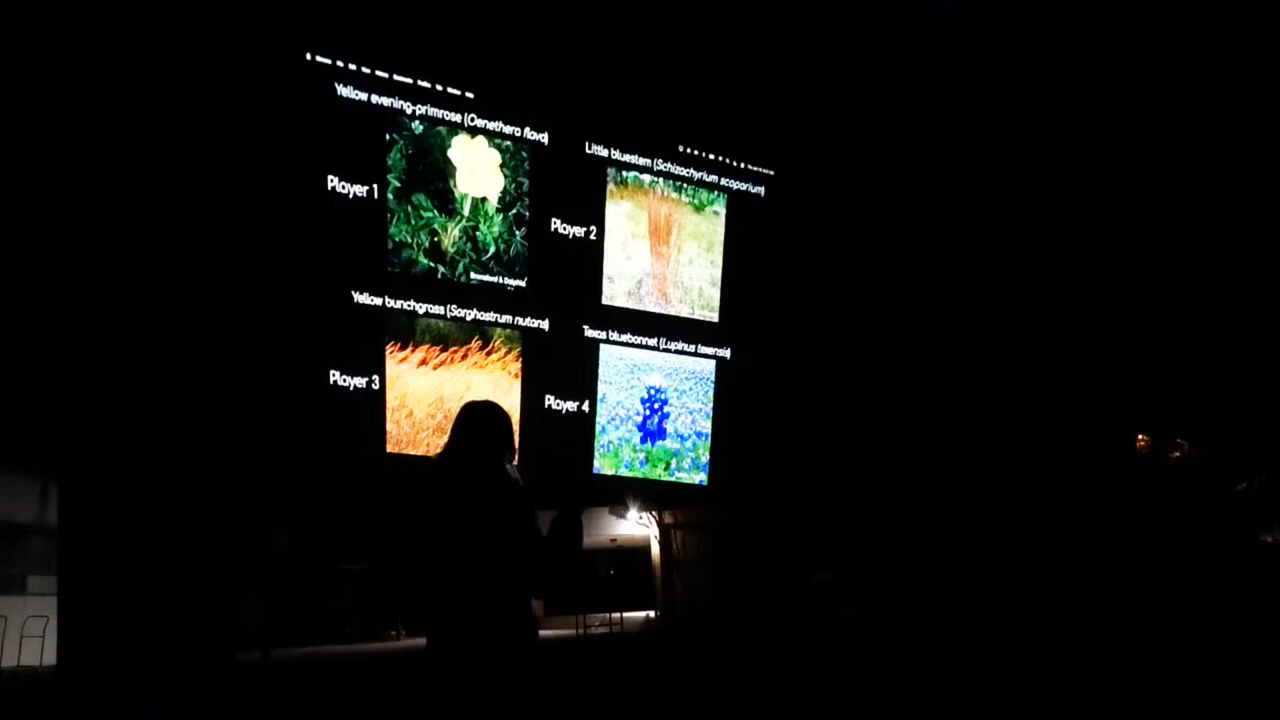 Yellow evening-primrose (Oenethera flava)
Player 1
Little bluestem (Schizachyrium scoparium)
Player 2
Yellow bunchgrass (Sorghastrum nutans)
Player 3
Texas bluebonnet (Lupinus texensis)
Player 4